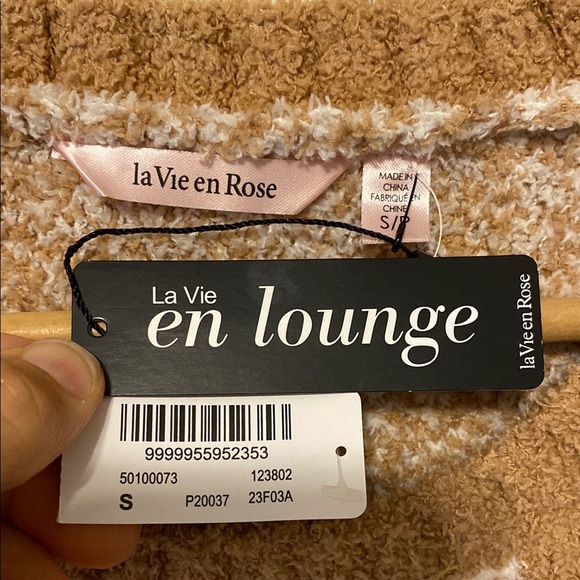 la Vie en Rose
MADE IN
CHINA
FABRIQUÉ EN
CHINE
S/P
La Vie
en lounge
la Vie en Rose
9999955952353
50100073 123802
S P20037 23F03A